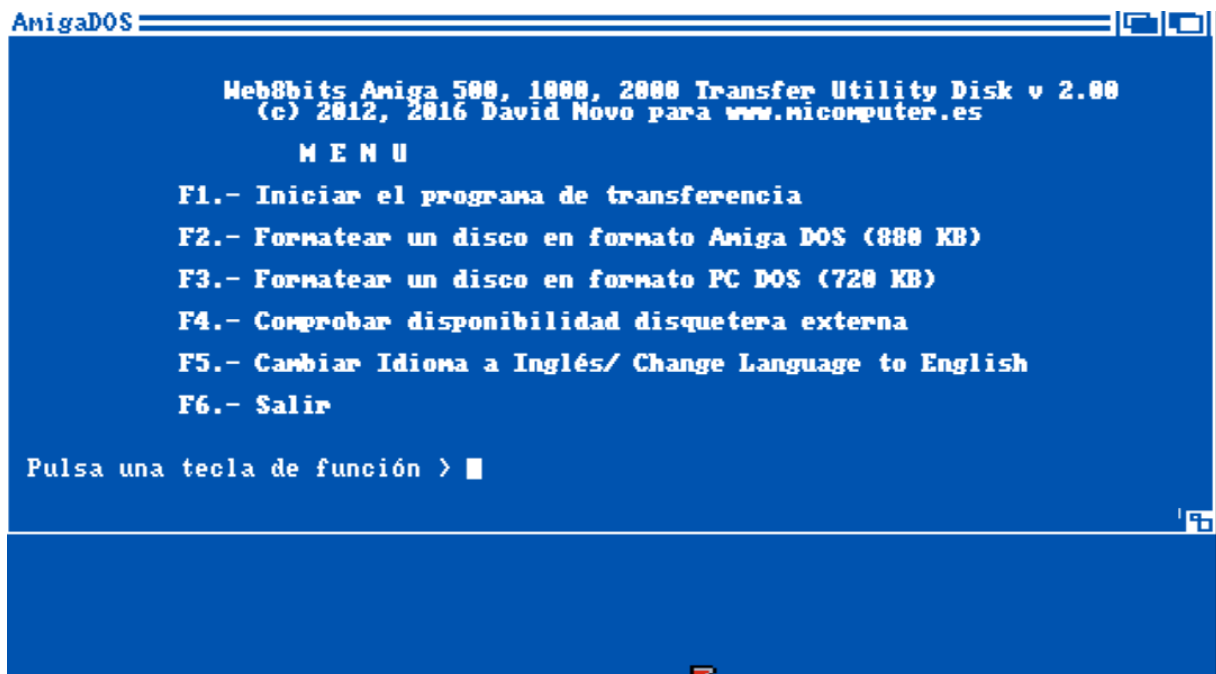 AmigaDOS
Web8bits Amiga 500, 1000, 2000 Transfer Utility Disk v 2.00
(c) 2012, 2016 David Novo para www.micomputer.es
M E N U
F1.- Iniciar el programa de transferencia
F2.- Formatear un disco en formato Amiga DOS (880 KB)
F3.- Formatear un disco en formato PC DOS (720 KB)
F4.- Comprobar disponibilidad disquetera externa
F5.- Cambiar Idioma a Inglés/ Change Language to English
F6.- Salir
Pulsa una tecla de función >